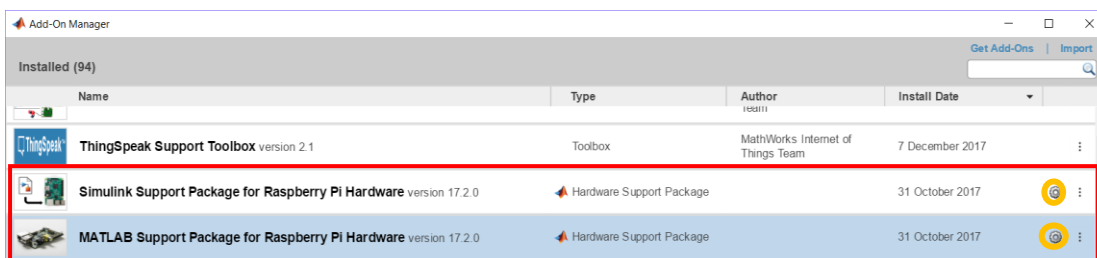 Add-On Manager
Get Add-Ons | Import
Installed (94)
Name Type Author Install Date
Team
ThingSpeak™ ThingSpeak Support Toolbox version 2.1 Toolbox MathWorks Internet of Things Team 7 December 2017
Simulink Support Package for Raspberry Pi Hardware version 17.2.0 Hardware Support Package 31 October 2017
MATLAB Support Package for Raspberry Pi Hardware version 17.2.0 Hardware Support Package 31 October 2017